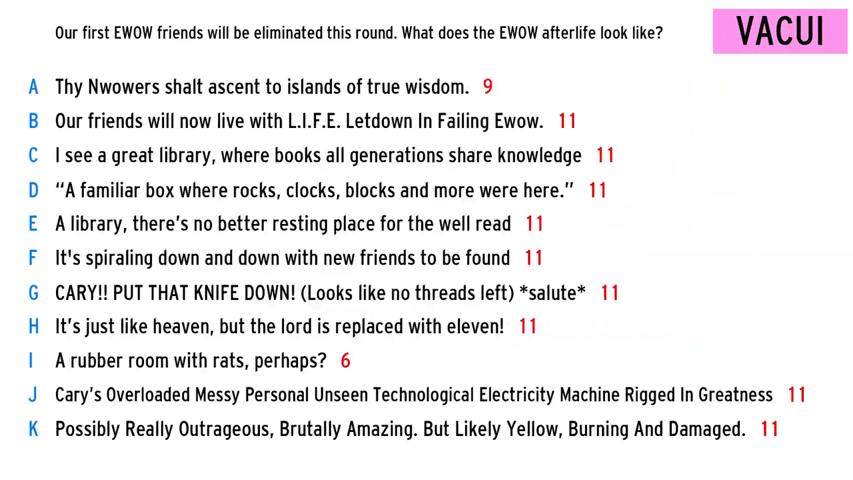 Our first EWOW friends will be eliminated this round. What does the EWOW afterlife look like?
VACUI
A Thy Nwowers shalt ascent to islands of true wisdom. 9
B Our friends will now live with L.I.F.E. Letdown In Failing Ewow. 11
C I see a great library, where books all generations share knowledge 11
D “A familiar box where rocks, clocks, blocks and more were here.” 11
E A library, there’s no better resting place for the well read 11
F It's spiraling down and down with new friends to be found 11
G CARY!! PUT THAT KNIFE DOWN! (Looks like no threads left) *salute* 11
H It’s just like heaven, but the lord is replaced with eleven! 11
I A rubber room with rats, perhaps? 6
J Cary’s Overloaded Messy Personal Unseen Technological Electricity Machine Rigged In Greatness 11
K Possibly Really Outrageous, Brutally Amazing. But Likely Yellow, Burning And Damaged. 11